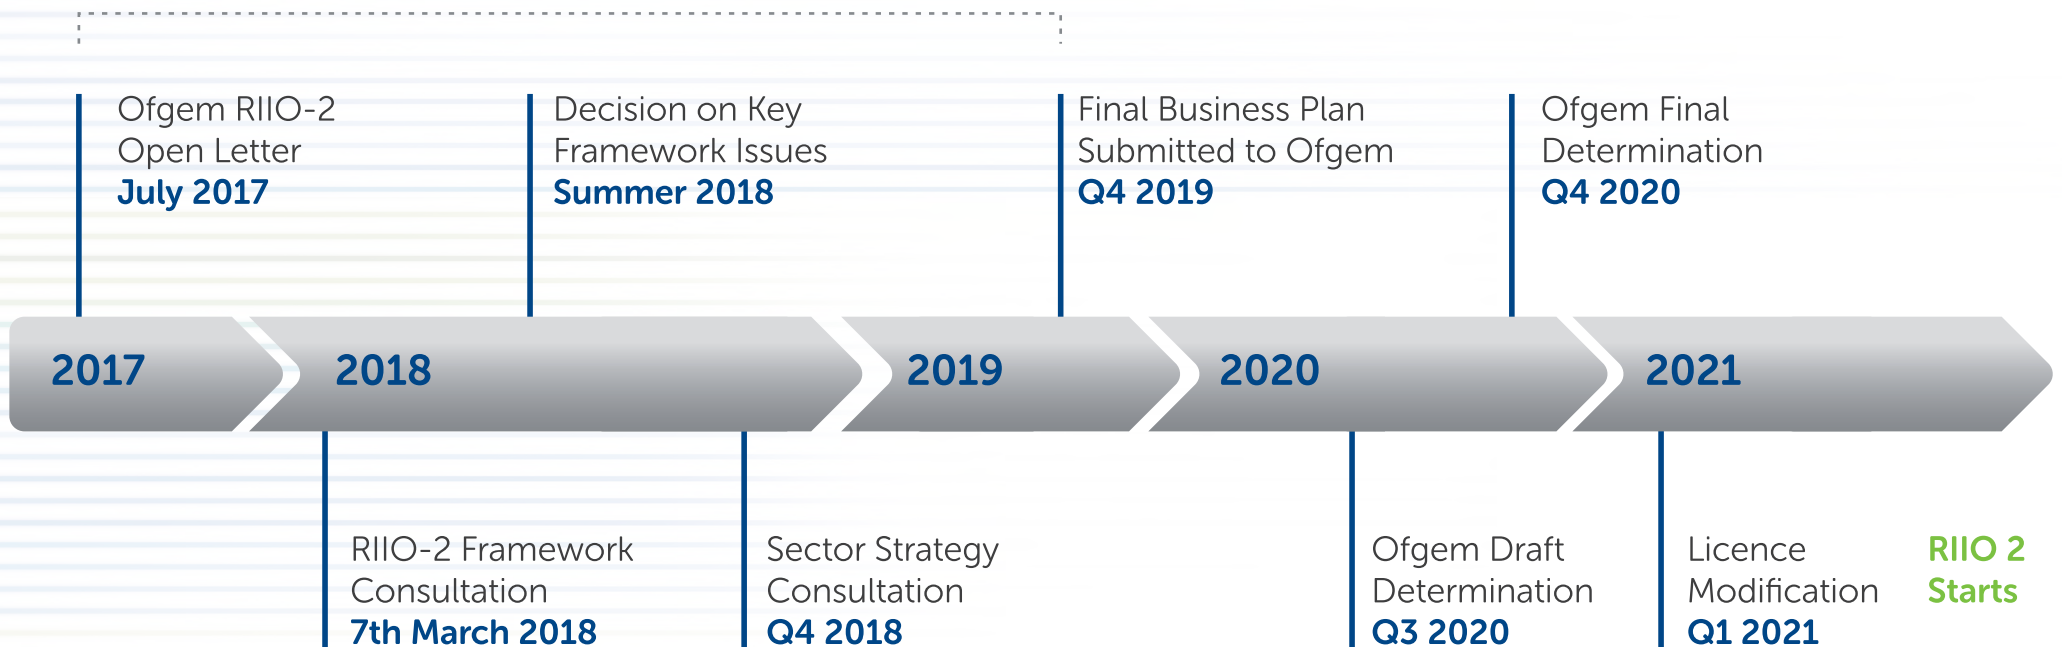 Ofgem RIIO-2
Open Letter
July 2017
Decision on Key
Framework Issues
Summer 2018
Final Business Plan
Submitted to Ofgem
Q4 2019
Ofgem Final
Determination
Q4 2020
2017
2018
2019
2020
2021
RIIO-2 Framework
Consultation
7th March 2018
Sector Strategy
Consultation
Q4 2018
Ofgem Draft
Determination
Q3 2020
Licence
Modification
Q1 2021
RIIO 2
Starts